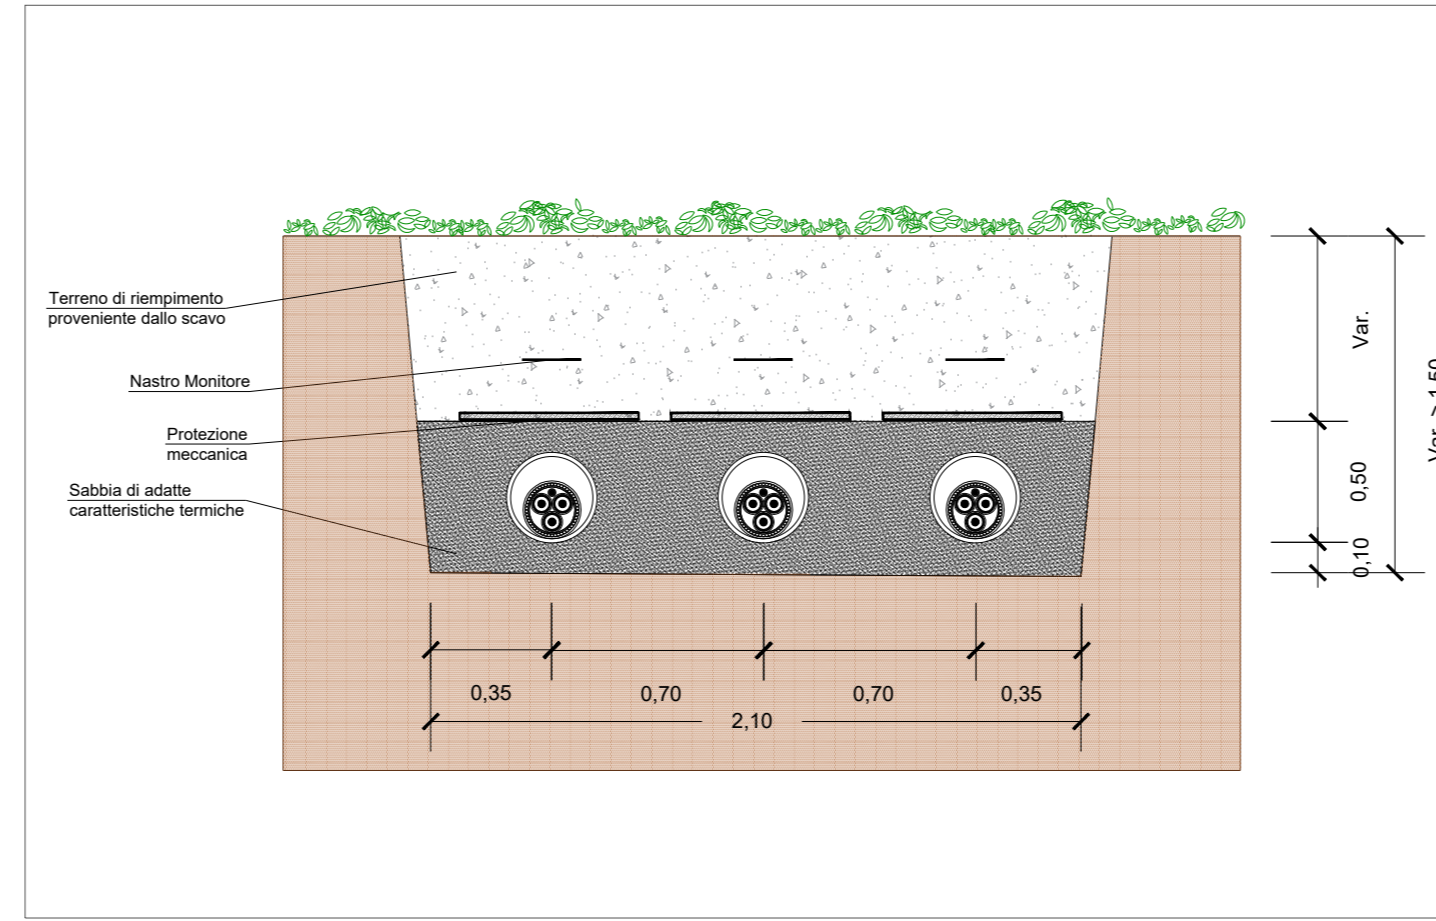 Terreno di riempimento
proveniente dallo scavo
Nastro Monitore
Protezione
meccanica
Sabbia di adatte
caratteristiche termiche
Var.
0,50
0,10
0,35
0,70
0,70
0,35
2,10